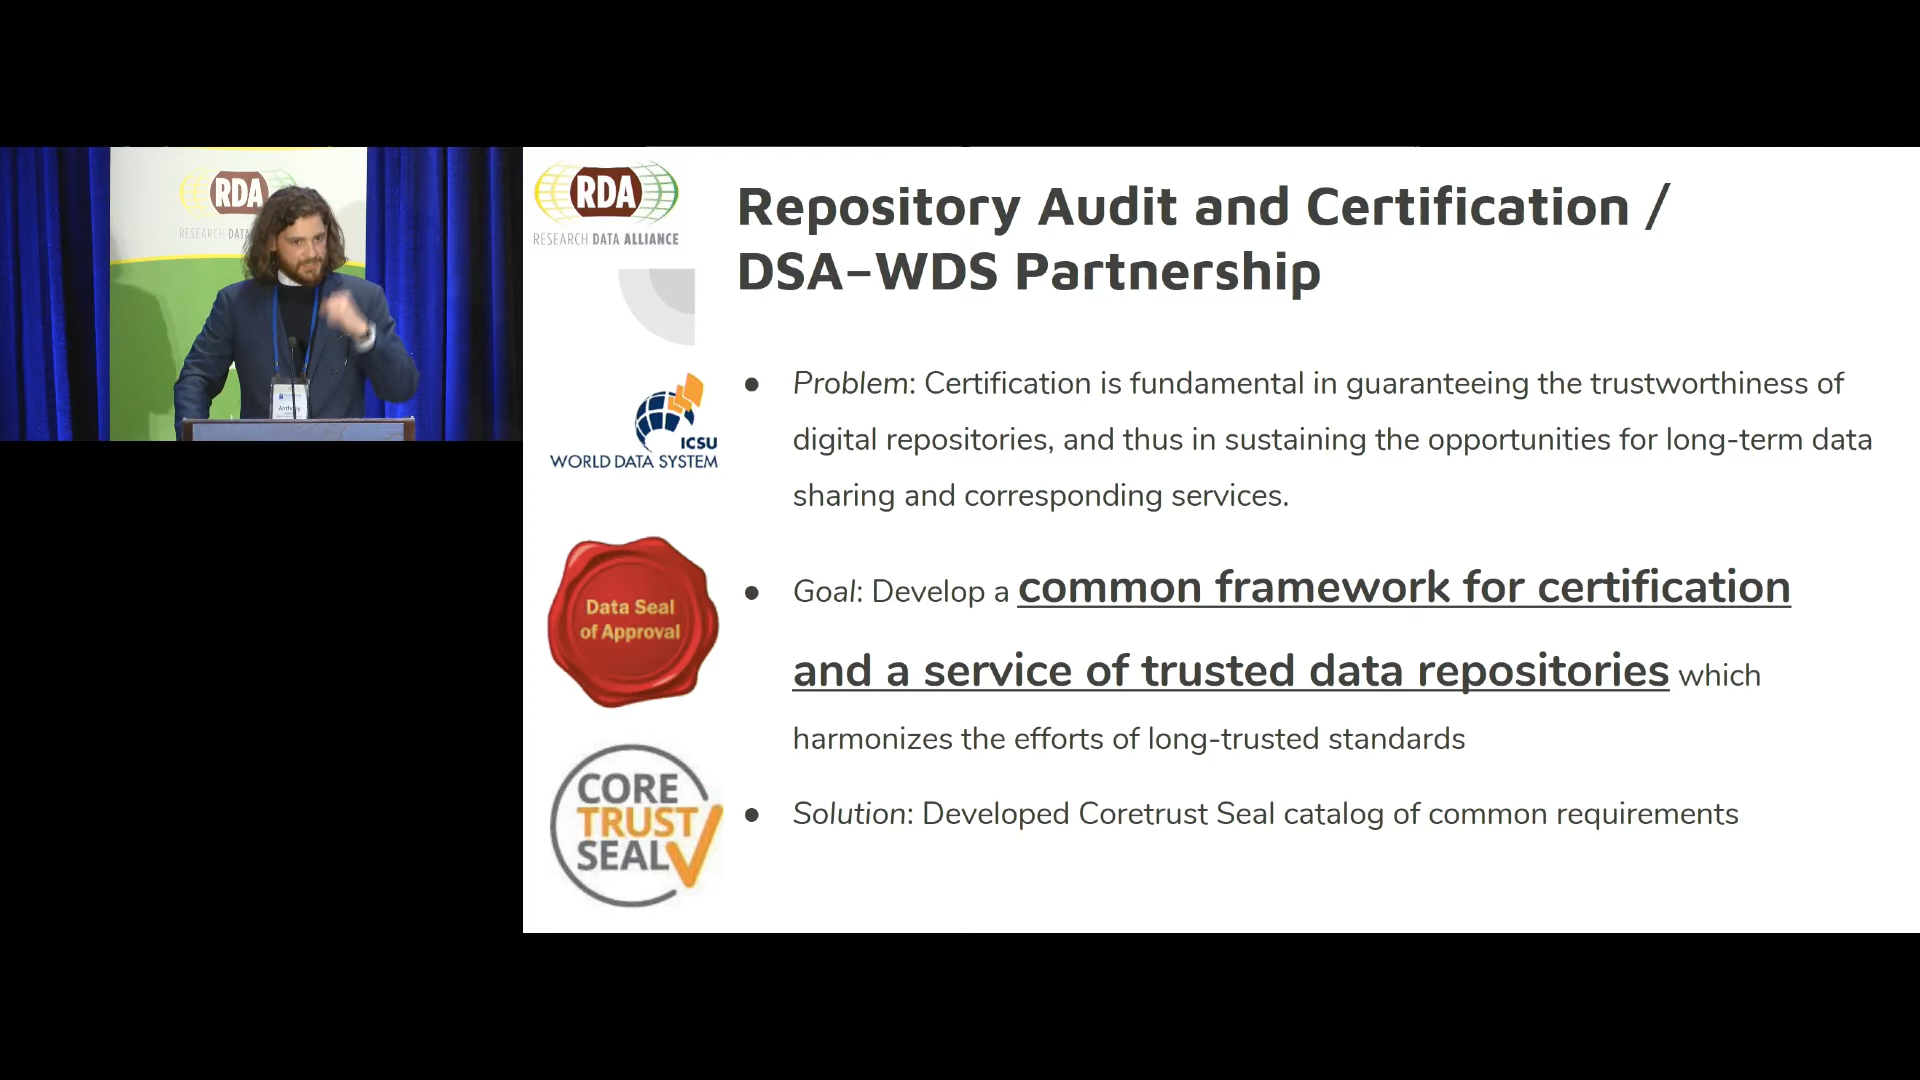 RDA
RESEARCH DATA
Anthony
RDA
RESEARCH DATA ALLIANCE
Repository Audit and Certification /
DSA–WDS Partnership
ICSU
WORLD DATA SYSTEM
● Problem: Certification is fundamental in guaranteeing the trustworthiness of
digital repositories, and thus in sustaining the opportunities for long-term data
sharing and corresponding services.
Data Seal
of Approval
● Goal: Develop a common framework for certification
and a service of trusted data repositories which
harmonizes the efforts of long-trusted standards
CORE
TRUST
SEAL
● Solution: Developed Coretrust Seal catalog of common requirements